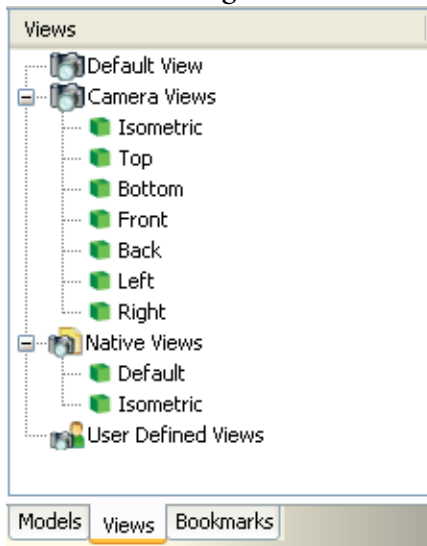 Views
Default View
Camera Views
Isometric
Top
Bottom
Front
Back
Left
Right
Native Views
Default
Isometric
User Defined Views
Models Views Bookmarks